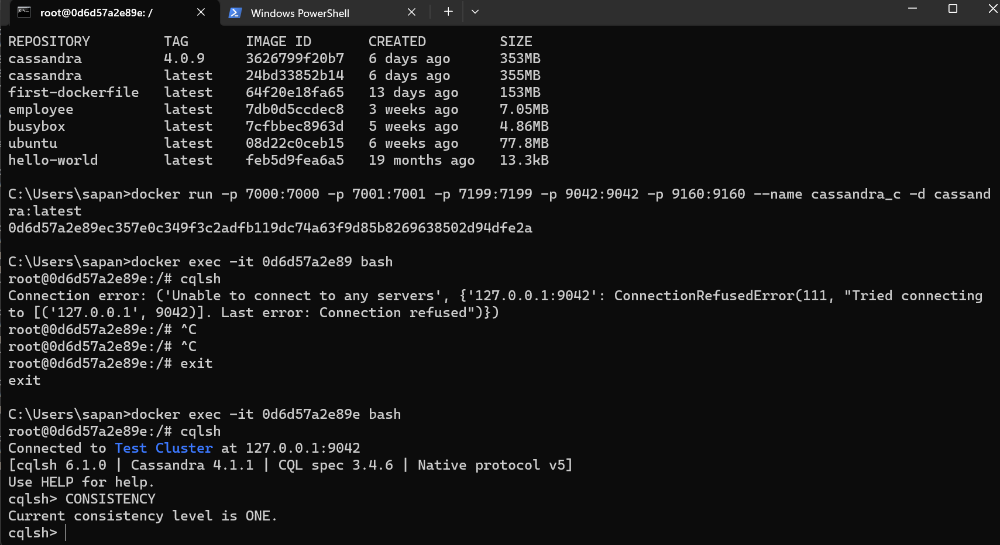 root@0d6d57a2e89e: /
Windows PowerShell
REPOSITORY TAG IMAGE ID CREATED SIZE
cassandra 4.0.9 3626799f20b7 6 days ago 353MB
cassandra latest 24bd33852b14 6 days ago 355MB
first-dockerfile latest 64f20e18fa65 13 days ago 153MB
employee latest 7db0d5ccdec8 3 weeks ago 7.05MB
busybox latest 7cfbbec8963d 5 weeks ago 4.86MB
ubuntu latest 08d22c0ceb15 6 weeks ago 77.8MB
hello-world latest feb5d9fea6a5 19 months ago 13.3kB
C:\Users\sapan>docker run -p 7000:7000 -p 7001:7001 -p 7199:7199 -p 9042:9042 -p 9160:9160 --name cassandra_c -d cassand
ra:latest
0d6d57a2e89ec357e0c349f3c2adfb119dc74a63f9d85b8269638502d94dfe2a
C:\Users\sapan>docker exec -it 0d6d57a2e89 bash
root@0d6d57a2e89e:/# cqlsh
Connection error: ('Unable to connect to any servers', {'127.0.0.1:9042': ConnectionRefusedError(111, "Tried connecting
to [('127.0.0.1', 9042)]. Last error: Connection refused")})
root@0d6d57a2e89e:/# ^C
root@0d6d57a2e89e:/# ^C
root@0d6d57a2e89e:/# exit
exit
C:\Users\sapan>docker exec -it 0d6d57a2e89e bash
root@0d6d57a2e89e:/# cqlsh
Connected to Test Cluster at 127.0.0.1:9042
[cqlsh 6.1.0 | Cassandra 4.1.1 | CQL spec 3.4.6 | Native protocol v5]
Use HELP for help.
cqlsh> CONSISTENCY
Current consistency level is ONE.
cqlsh>